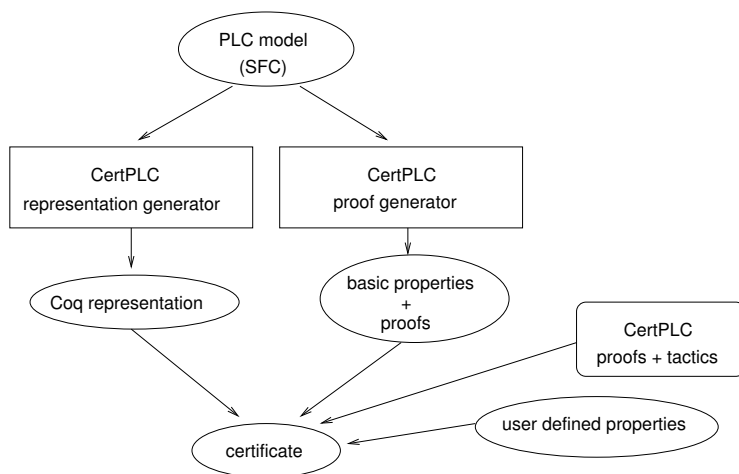 PLC model
(SFC)
CertPLC
representation generator
CertPLC
proof generator
Coq representation
basic properties
+
proofs
CertPLC
proofs + tactics
user defined properties
certificate